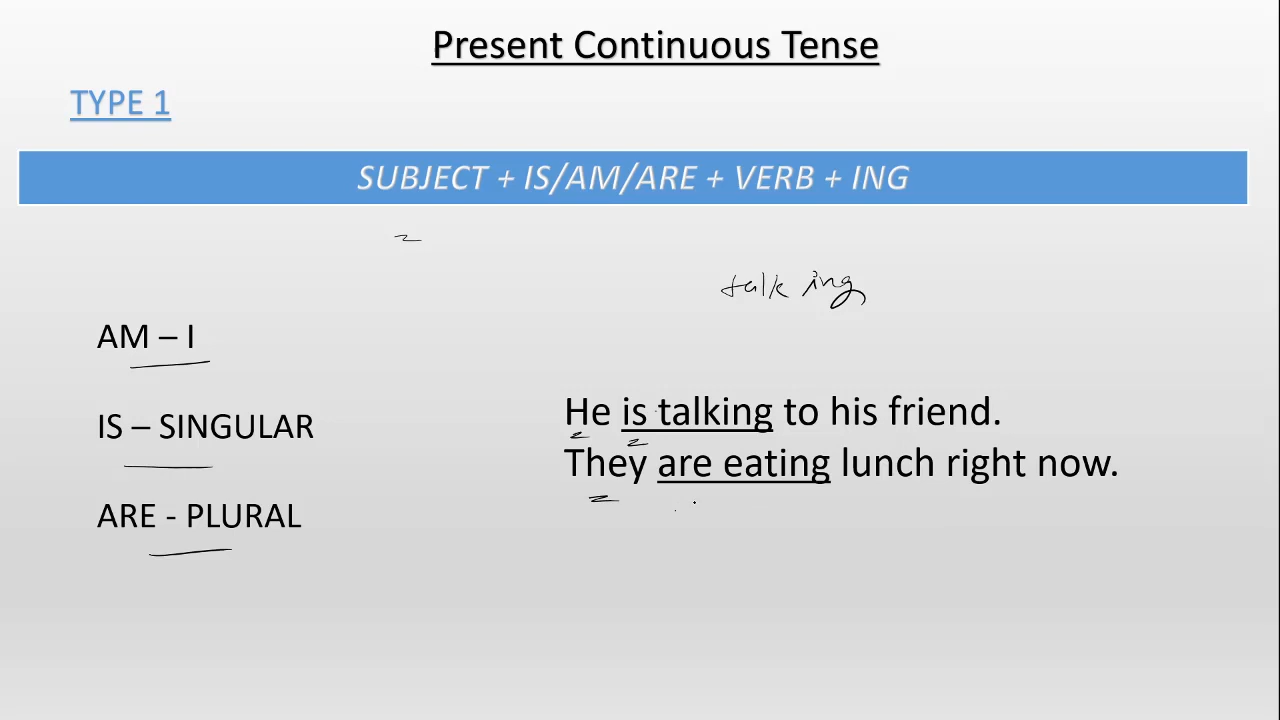 Present Continuous Tense
TYPE 1
SUBJECT + IS/AM/ARE + VERB + ING
talk ing
AM – I
IS – SINGULAR
ARE - PLURAL
He is talking to his friend.
They are eating lunch right now.